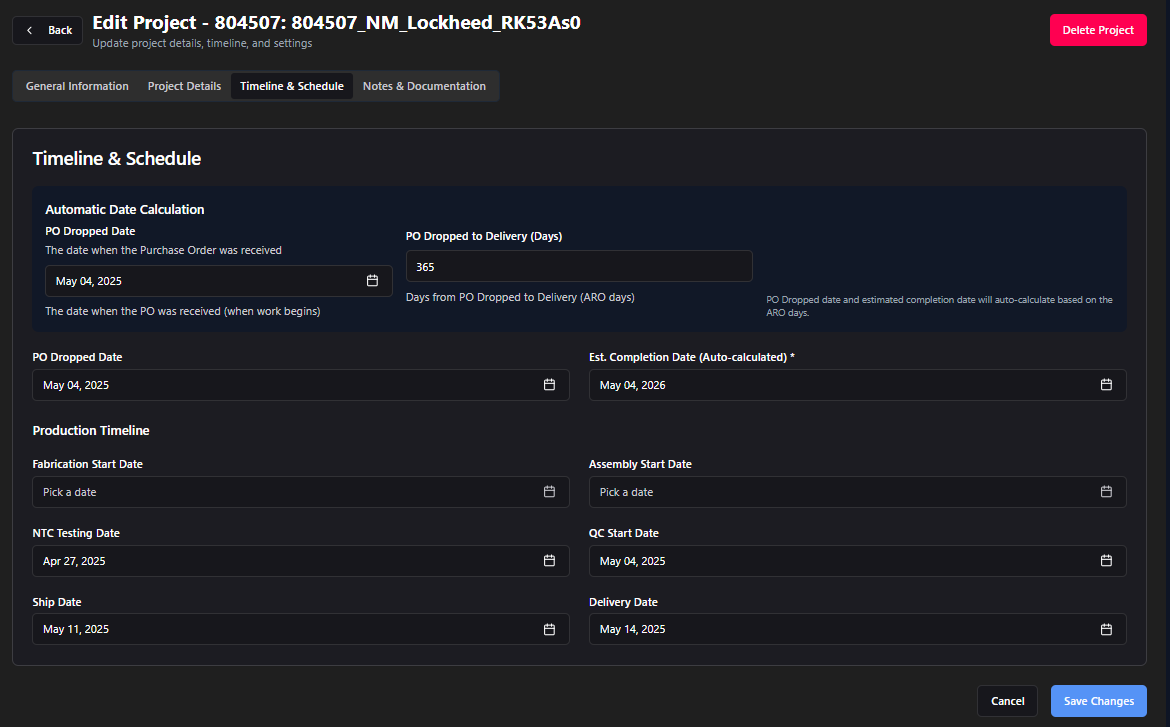 Back
Edit Project - 804507: 804507_NM_Lockheed_RK53As0
Update project details, timeline, and settings
Delete Project
General Information
Project Details
Timeline & Schedule
Notes & Documentation
Timeline & Schedule
Automatic Date Calculation
PO Dropped Date
The date when the Purchase Order was received
May 04, 2025
The date when the PO was received (when work begins)
PO Dropped to Delivery (Days)
365
Days from PO Dropped to Delivery (ARO days)
PO Dropped date and estimated completion date will auto-calculate based on the
ARO days.
PO Dropped Date
May 04, 2025
Est. Completion Date (Auto-calculated) *
May 04, 2026
Production Timeline
Fabrication Start Date
Pick a date
Assembly Start Date
Pick a date
NTC Testing Date
Apr 27, 2025
QC Start Date
May 04, 2025
Ship Date
May 11, 2025
Delivery Date
May 14, 2025
Cancel
Save Changes